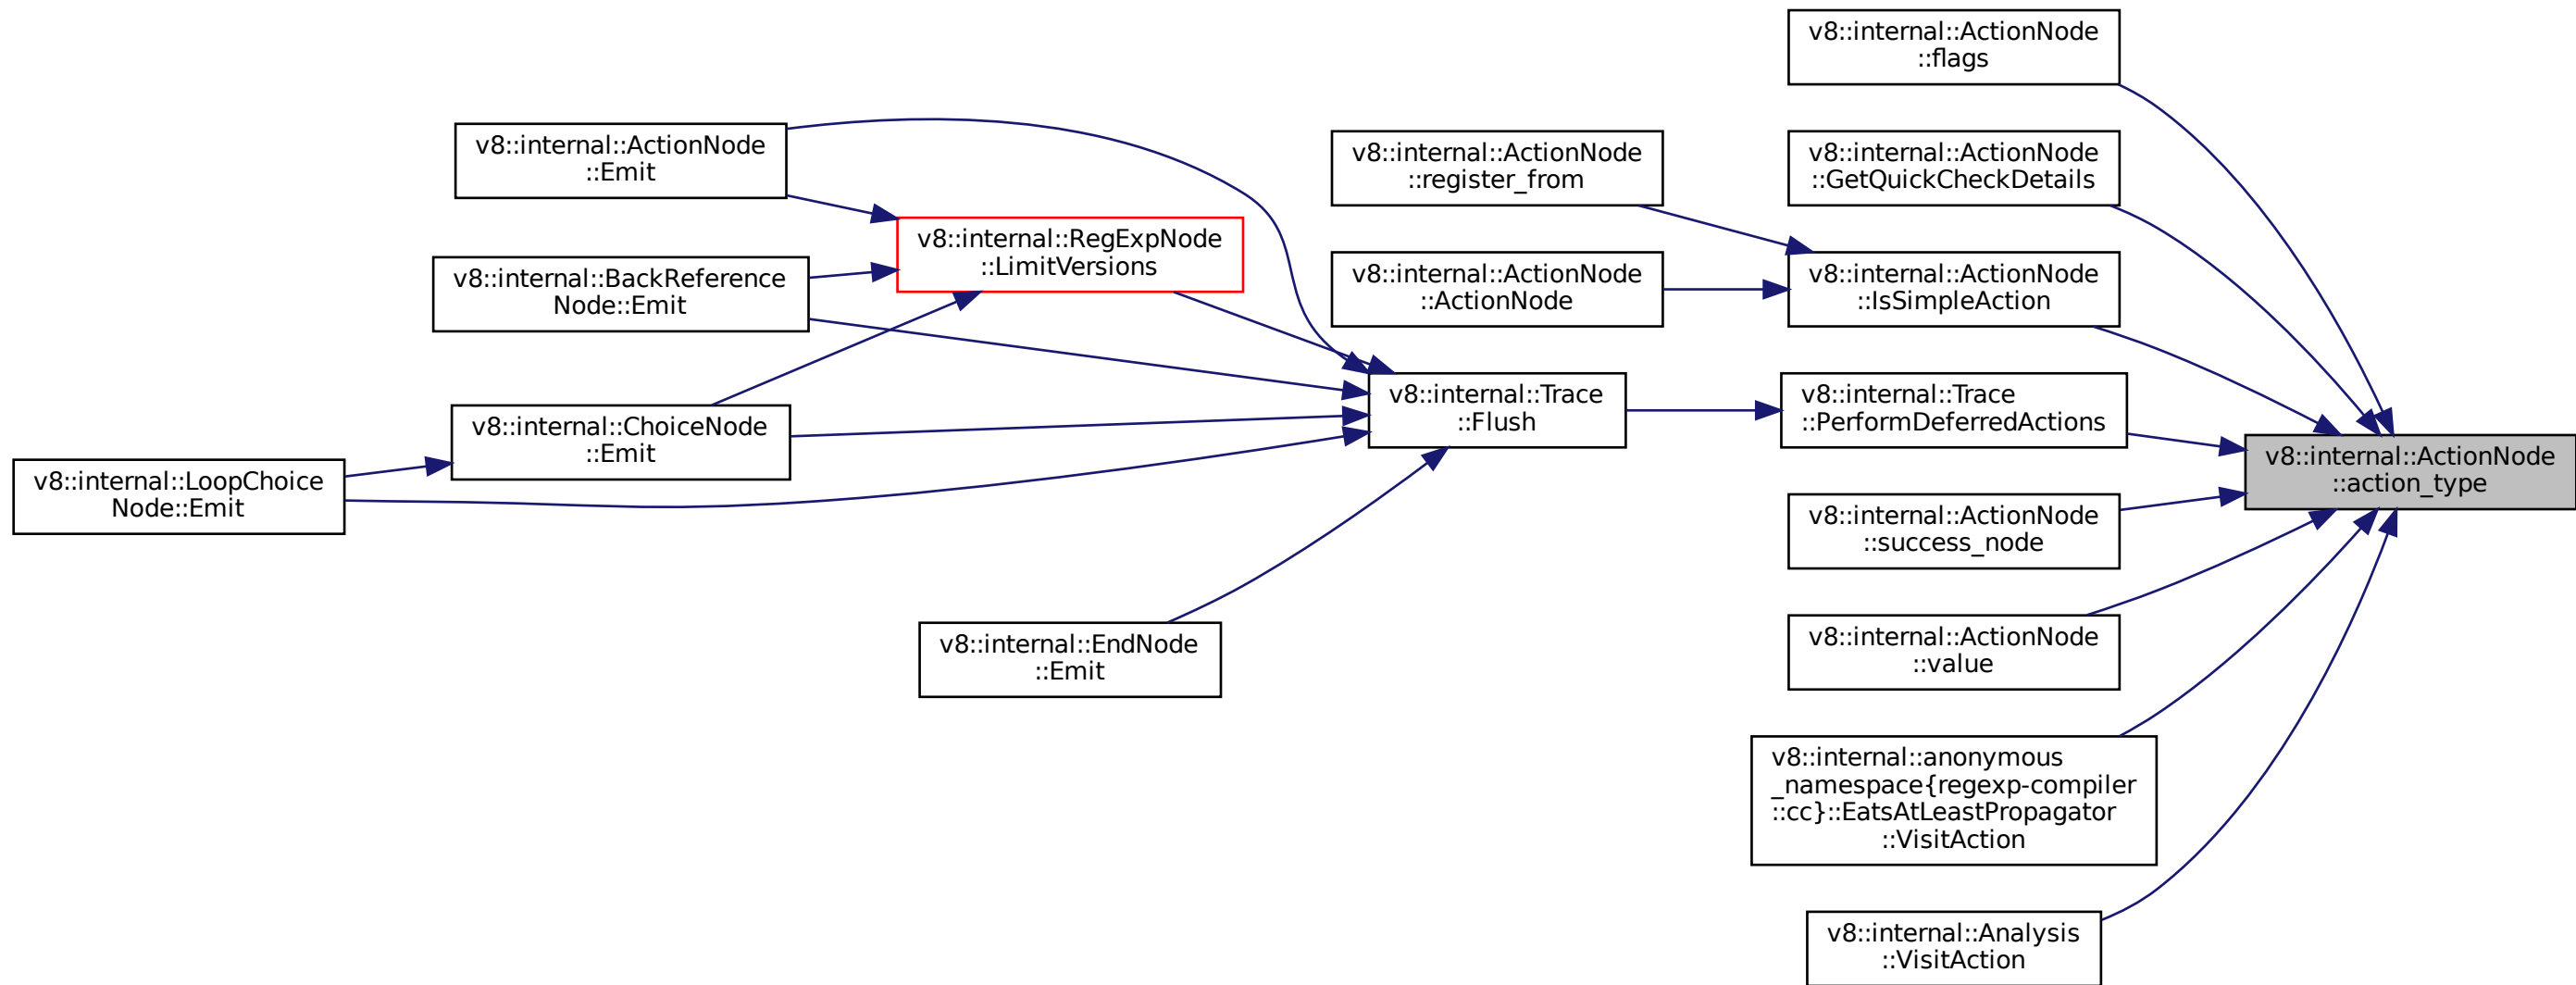 v8::internal::ActionNode
::flags
v8::internal::ActionNode
::Emit
v8::internal::ActionNode
::register_from
v8::internal::ActionNode
::GetQuickCheckDetails
v8::internal::RegExpNode
::LimitVersions
v8::internal::BackReference
Node::Emit
v8::internal::ActionNode
::ActionNode
v8::internal::ActionNode
::IsSimpleAction
v8::internal::Trace
::Flush
v8::internal::Trace
::PerformDeferredActions
v8::internal::ChoiceNode
::Emit
v8::internal::LoopChoice
Node::Emit
v8::internal::ActionNode
::action_type
v8::internal::ActionNode
::success_node
v8::internal::EndNode
::Emit
v8::internal::ActionNode
::value
v8::internal::anonymous
_namespace{regexp-compiler
::cc}::EatsAtLeastPropagator
::VisitAction
v8::internal::Analysis
::VisitAction